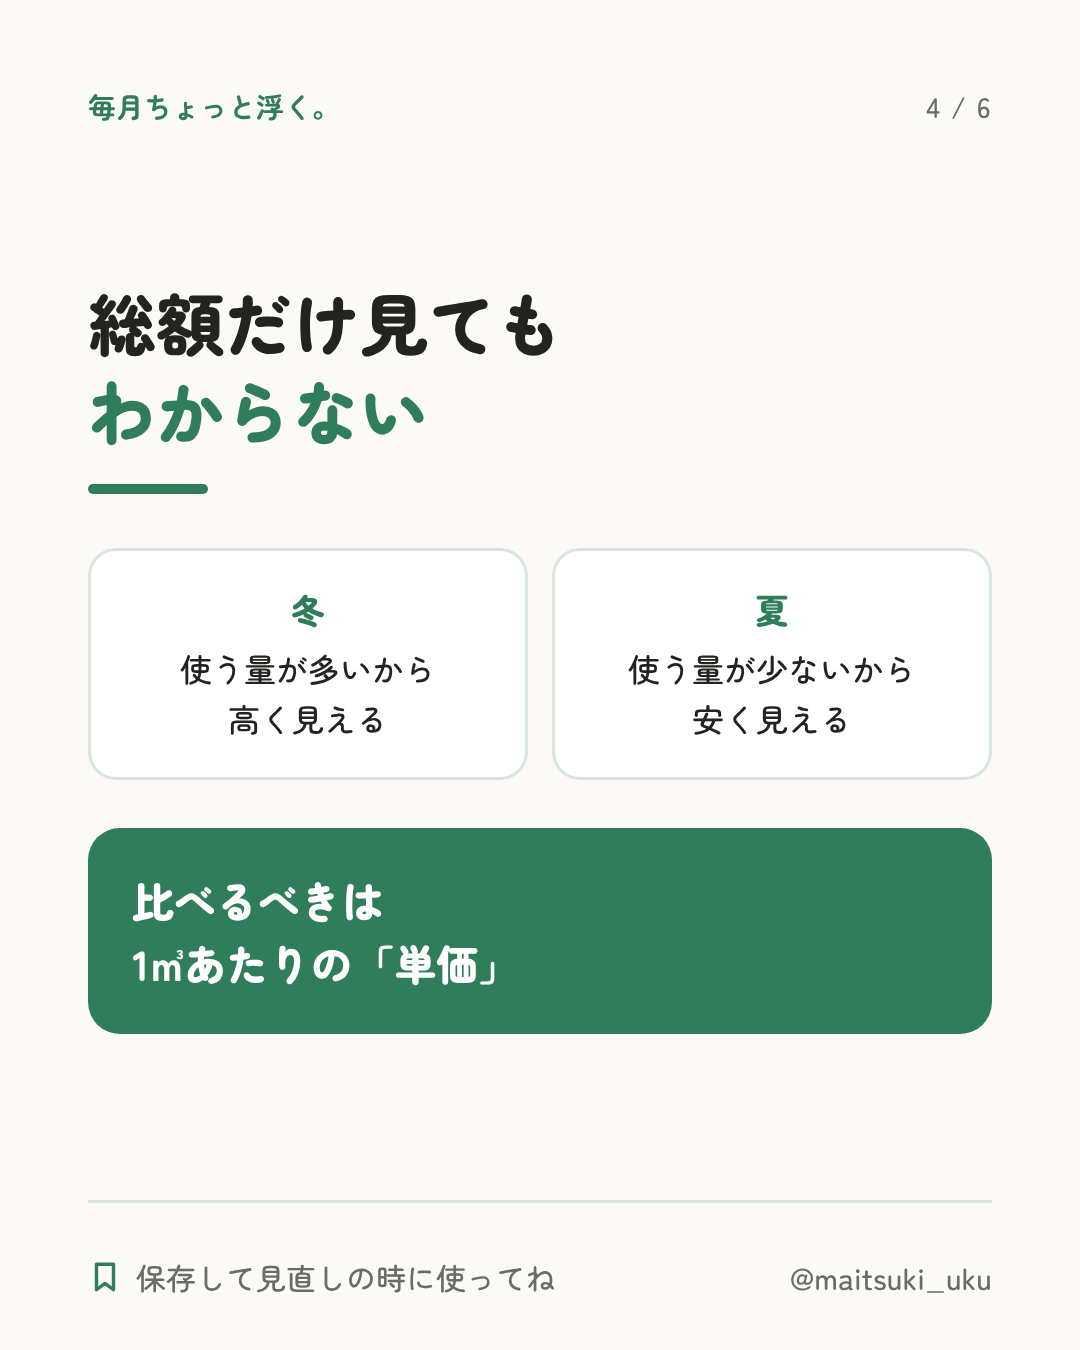 毎月ちょっと浮く。
4 / 6
総額だけ見ても
わからない
冬
使う量が多いから
高く見える
夏
使う量が少ないから
安く見える
比べるべきは
1㎥あたりの「単価」
保存して見直しの時に使ってね
@maitsuki_uku